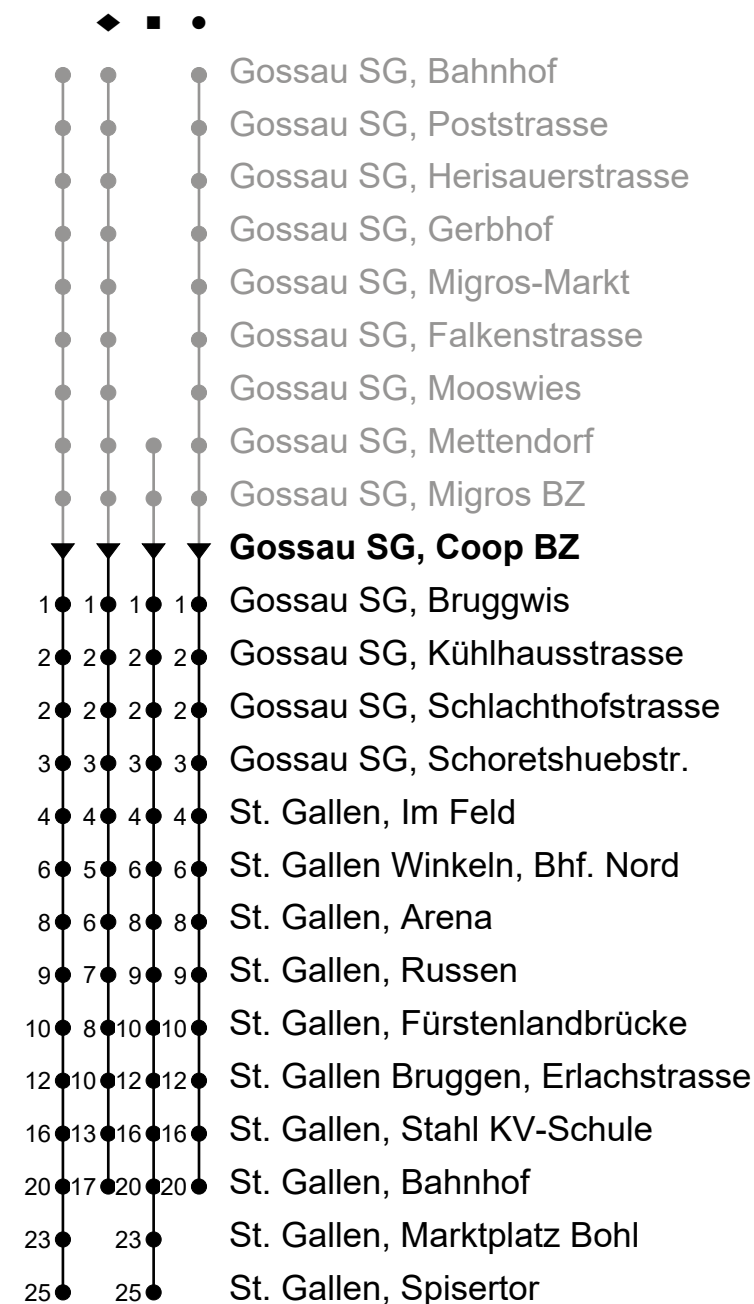 Gossau SG, Bahnhof
Gossau SG, Poststrasse
Gossau SG, Herisauerstrasse
Gossau SG, Gerbhof
Gossau SG, Migros-Markt
Gossau SG, Falkenstrasse
Gossau SG, Mooswies
Gossau SG, Mettendorf
Gossau SG, Migros BZ
Gossau SG, Coop BZ
1 1 1 1 Gossau SG, Bruggwis
2 2 2 2 Gossau SG, Kühlhausstrasse
2 2 2 2 Gossau SG, Schlachthofstrasse
3 3 3 3 Gossau SG, Schoretshuebstr.
4 4 4 4 St. Gallen, Im Feld
6 5 6 6 St. Gallen Winkeln, Bhf. Nord
8 6 8 8 St. Gallen, Arena
9 7 9 9 St. Gallen, Russen
10 8 10 10 St. Gallen, Fürstenlandbrücke
12 10 12 12 St. Gallen Bruggen, Erlachstrasse
16 13 16 16 St. Gallen, Stahl KV-Schule
20 17 20 20 St. Gallen, Bahnhof
23 23 St. Gallen, Marktplatz Bohl
25 25 St. Gallen, Spisertor